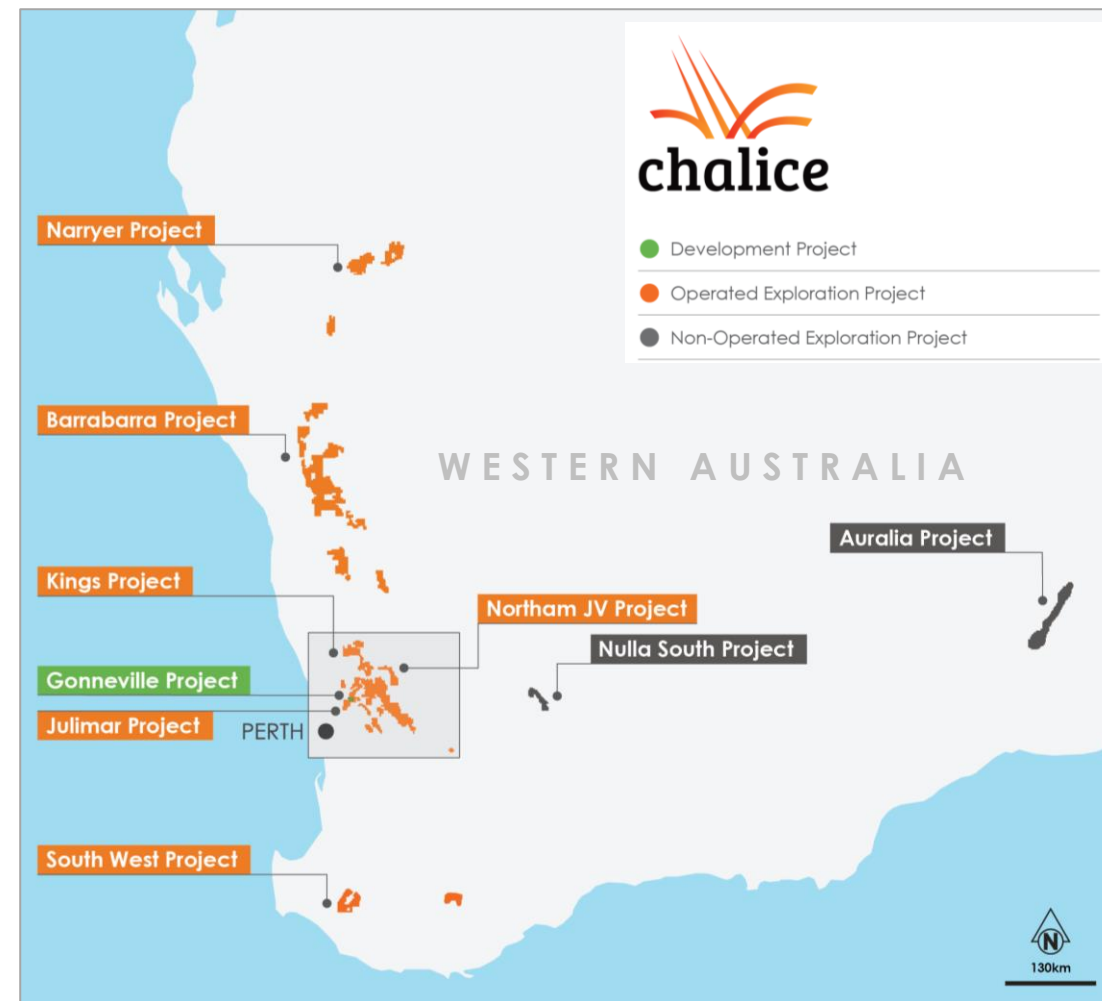 chalice
Development Project
Operated Exploration Project
Non-Operated Exploration Project
Narryer Project
Barrabarra Project
WESTERN AUSTRALIA
Auralia Project
Kings Project
Northam JV Project
Nulla South Project
Gonneville Project
Julimar Project
PERTH
South West Project
N
130km